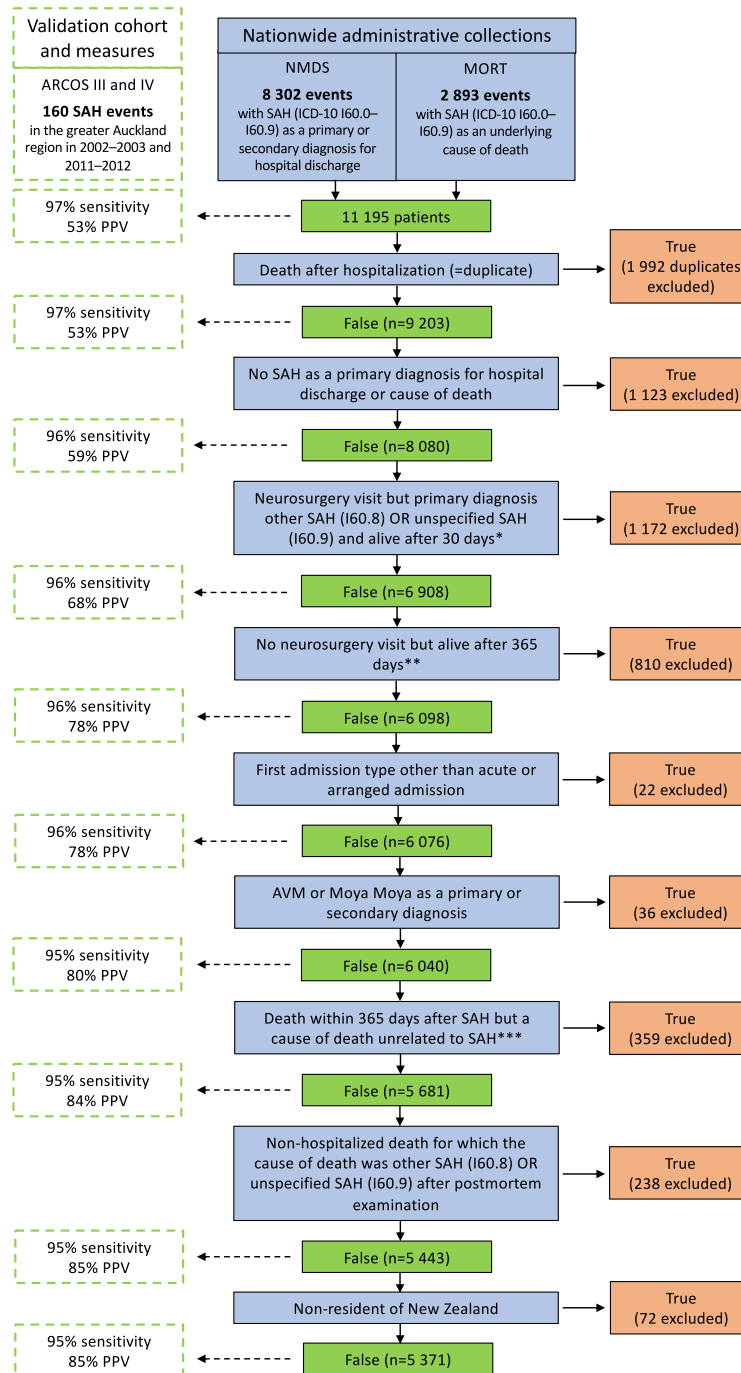 Validation cohort
and measures
ARCOS III and IV
160 SAH events
in the greater Auckland
region in 2002–2003 and
2011–2012
Nationwide administrative collections
NMDS
8 302 events
with SAH (ICD-10 I60.0–
I60.9) as a primary or
secondary diagnosis for
hospital discharge
MORT
2 893 events
with SAH (ICD-10 I60.0–
I60.9) as an underlying
cause of death
97% sensitivity
53% PPV
11 195 patients
Death after hospitalization (=duplicate)
True
(1 992 duplicates
excluded)
97% sensitivity
53% PPV
False (n=9 203)
No SAH as a primary diagnosis for hospital
discharge or cause of death
True
(1 123 excluded)
96% sensitivity
59% PPV
False (n=8 080)
Neurosurgery visit but primary diagnosis
other SAH (I60.8) OR unspecified SAH
(I60.9) and alive after 30 days*
True
(1 172 excluded)
96% sensitivity
68% PPV
False (n=6 908)
No neurosurgery visit but alive after 365
days**
True
(810 excluded)
96% sensitivity
78% PPV
False (n=6 098)
First admission type other than acute or
arranged admission
True
(22 excluded)
96% sensitivity
78% PPV
False (n=6 076)
AVM or Moya Moya as a primary or
secondary diagnosis
True
(36 excluded)
95% sensitivity
80% PPV
False (n=6 040)
Death within 365 days after SAH but a
cause of death unrelated to SAH***
True
(359 excluded)
95% sensitivity
84% PPV
False (n=5 681)
Non-hospitalized death for which the
cause of death was other SAH (I60.8) OR
unspecified SAH (I60.9) after postmortem
examination
True
(238 excluded)
95% sensitivity
85% PPV
False (n=5 443)
Non-resident of New Zealand
True
(72 excluded)
95% sensitivity
85% PPV
False (n=5 371)